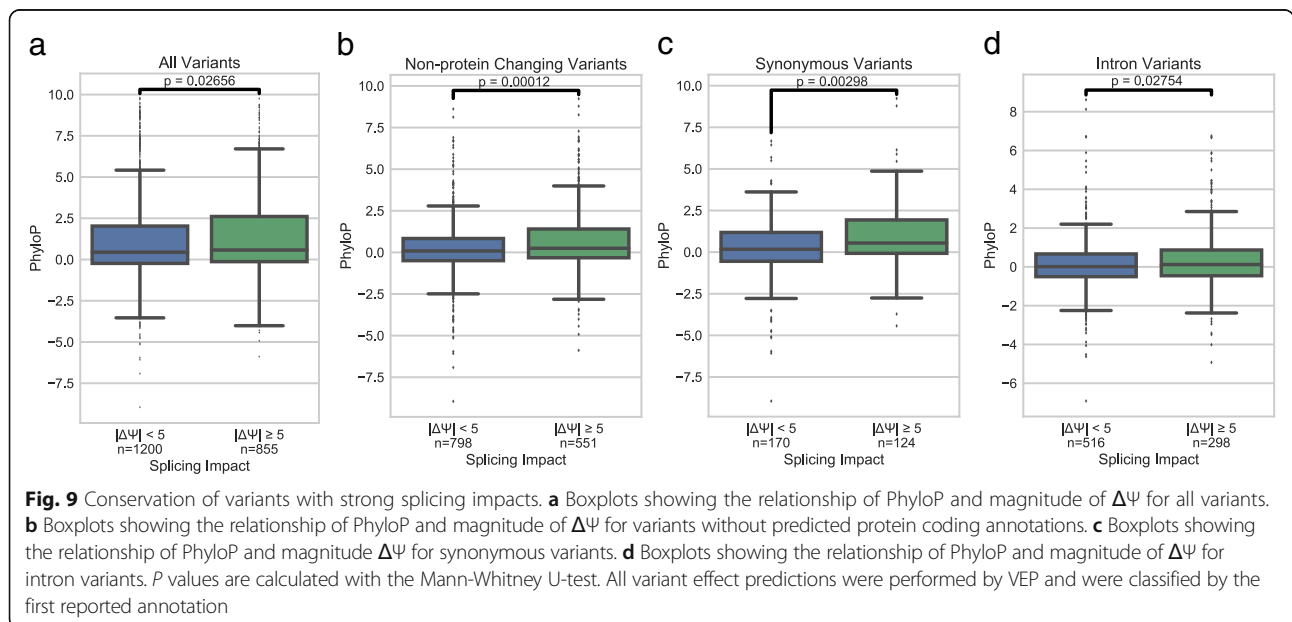 a
All Variants
p = 0.02656
10.0
7.5
5.0
2.5
0.0
−2.5
−5.0
−7.5
PhyloP
|ΔΨ| < 5
n=1200
|ΔΨ| ≥ 5
n=855
Splicing Impact
b
Non-protein Changing Variants
p = 0.00012
10.0
7.5
5.0
2.5
0.0
−2.5
−5.0
−7.5
PhyloP
|ΔΨ| < 5
n=798
|ΔΨ| ≥ 5
n=551
Splicing Impact
c
Synonymous Variants
p = 0.00298
10.0
7.5
5.0
2.5
0.0
−2.5
−5.0
−7.5
PhyloP
|ΔΨ| < 5
n=170
|ΔΨ| ≥ 5
n=124
Splicing Impact
d
Intron Variants
p = 0.02754
8
6
4
2
0
−2
−4
−6
PhyloP
|ΔΨ| < 5
n=516
|ΔΨ| ≥ 5
n=298
Splicing Impact
Fig. 9 Conservation of variants with strong splicing impacts. a Boxplots showing the relationship of PhyloP and magnitude of ΔΨ for all variants.
b Boxplots showing the relationship of PhyloP and magnitude of ΔΨ for variants without predicted protein coding annotations. c Boxplots showing
the relationship of PhyloP and magnitude ΔΨ for synonymous variants. d Boxplots showing the relationship of PhyloP and magnitude of ΔΨ for
intron variants. P values are calculated with the Mann-Whitney U-test. All variant effect predictions were performed by VEP and were classified by the
first reported annotation